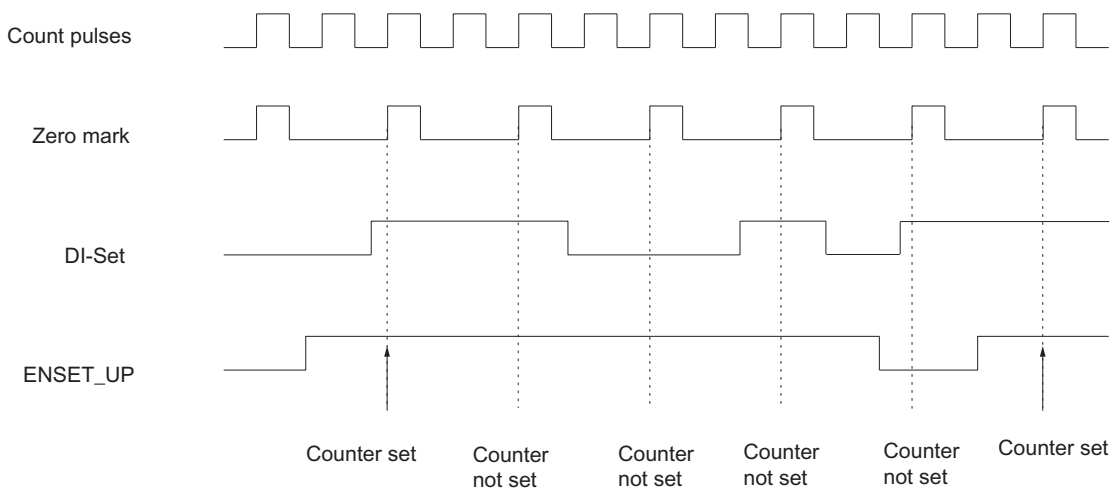 Count pulses
Zero mark
DI-Set
ENSET_UP
Counter set
Counter
not set
Counter
not set
Counter
not set
Counter
not set
Counter set